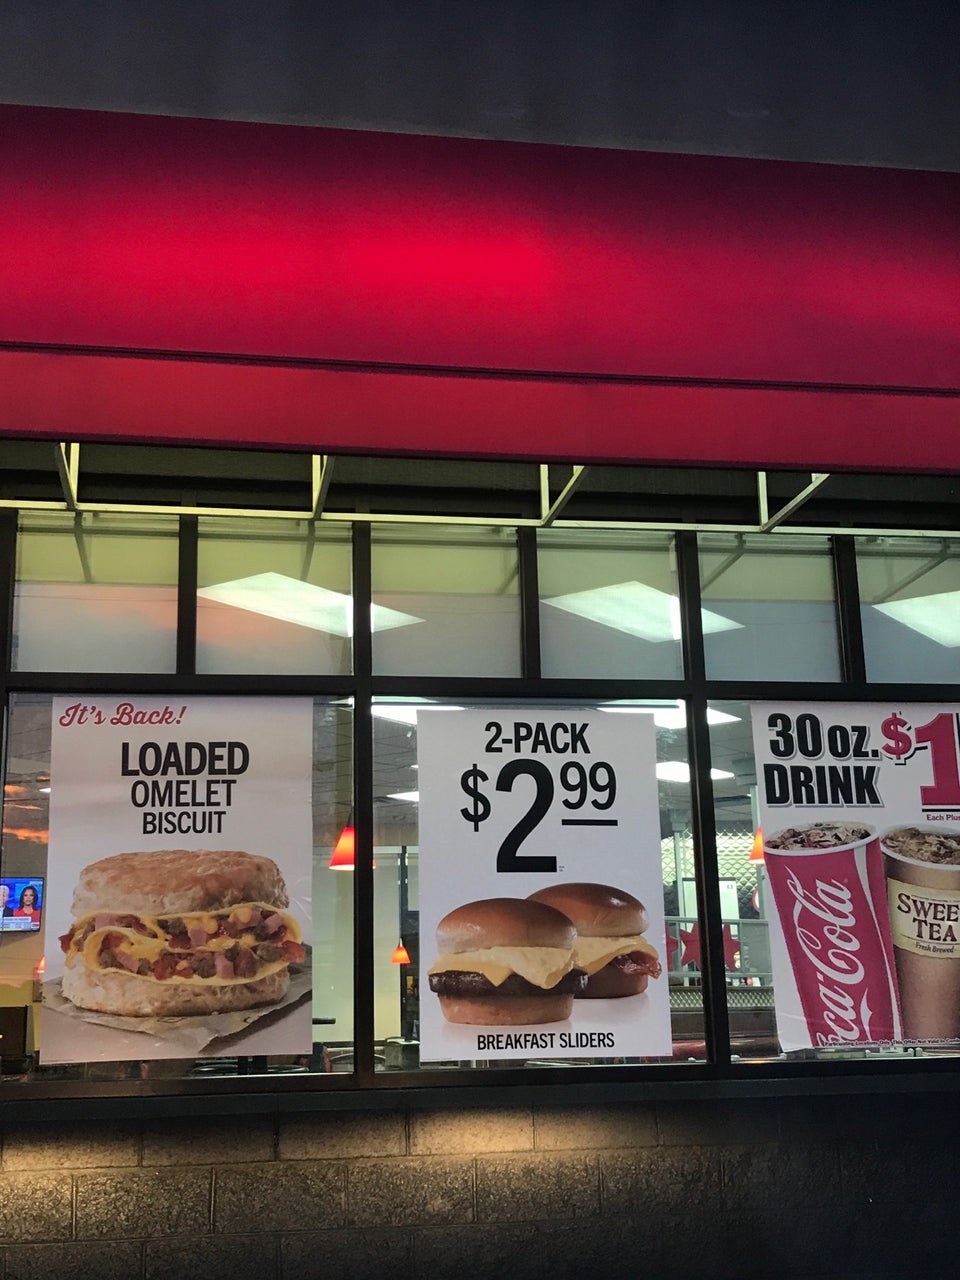 It's Back!
LOADED
OMELET
BISCUIT
2-PACK
$2.99
BREAKFAST SLIDERS
30 oz. $1
DRINK
Each Plus
Coca-Cola
SWEE
TEA
Fresh Brewed